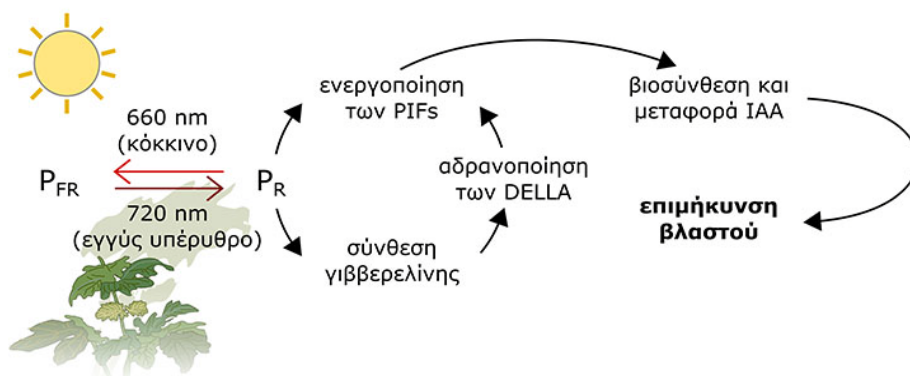 660 nm
(κόκκινο)
P_FR
P_R
720 nm
(εγγύς υπέρυθρο)
ενεργοποίηση
των PIFs
αδρανοποίηση
των DELLA
σύνθεση
γιββερελίνης
βιοσύνθεση και
μεταφορά IAA
επιμήκυνση
βλαστού